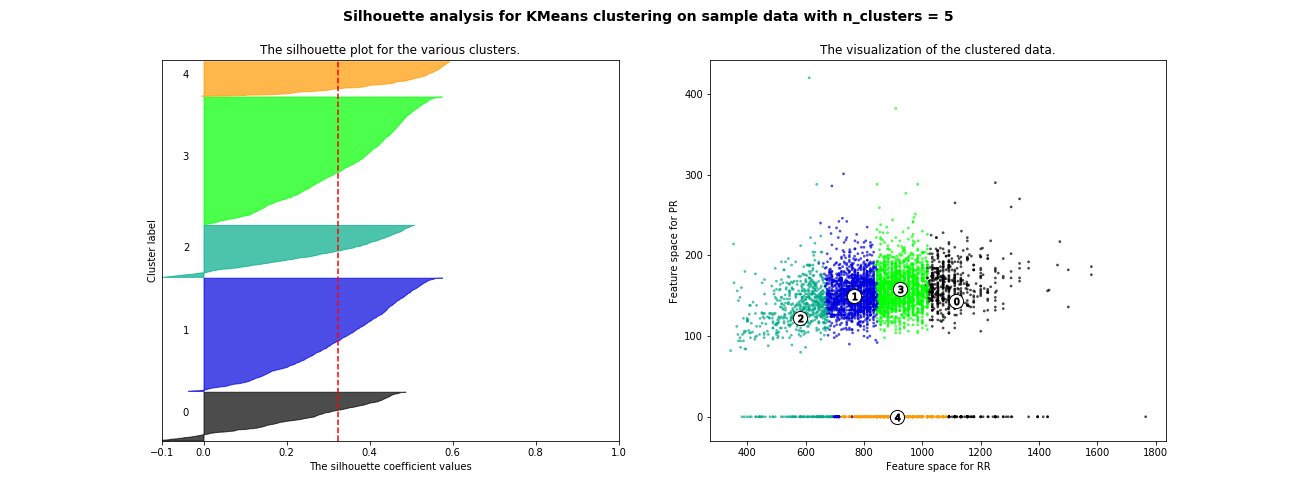 Silhouette analysis for KMeans clustering on sample data with n_clusters = 5
The silhouette plot for the various clusters.
Cluster label
4
3
2
1
0
−0.1 0.0 0.2 0.4 0.6 0.8 1.0
The silhouette coefficient values
The visualization of the clustered data.
Feature space for PR
400
300
200
100
0
2
1
3
0
4
400 600 800 1000 1200 1400 1600 1800
Feature space for RR